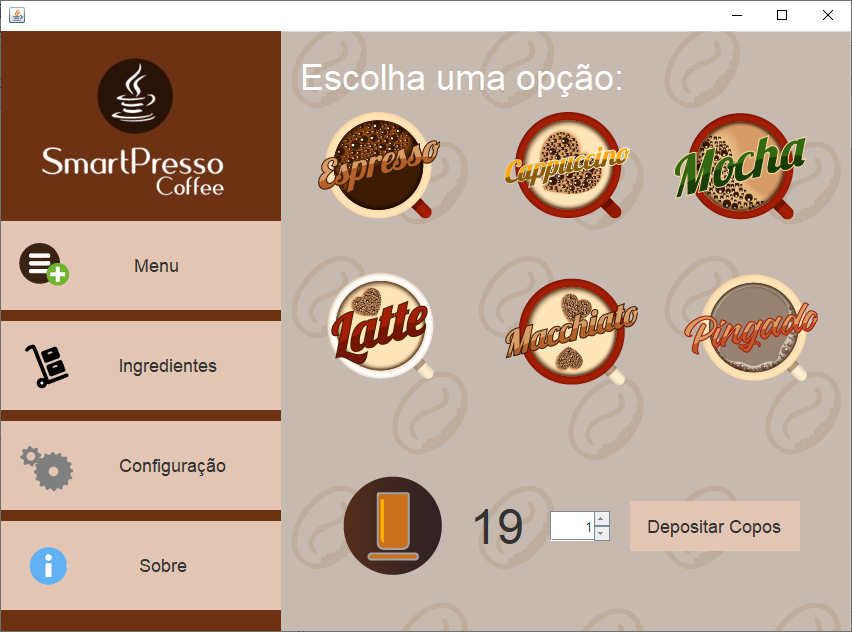 SmartPresso
Coffee
Menu
Ingredientes
Configuração
Sobre
Escolha uma opção:
Espresso
Cappuccino
Mocha
Latte
Macchiato
Pingado
19
1
Depositar Copos